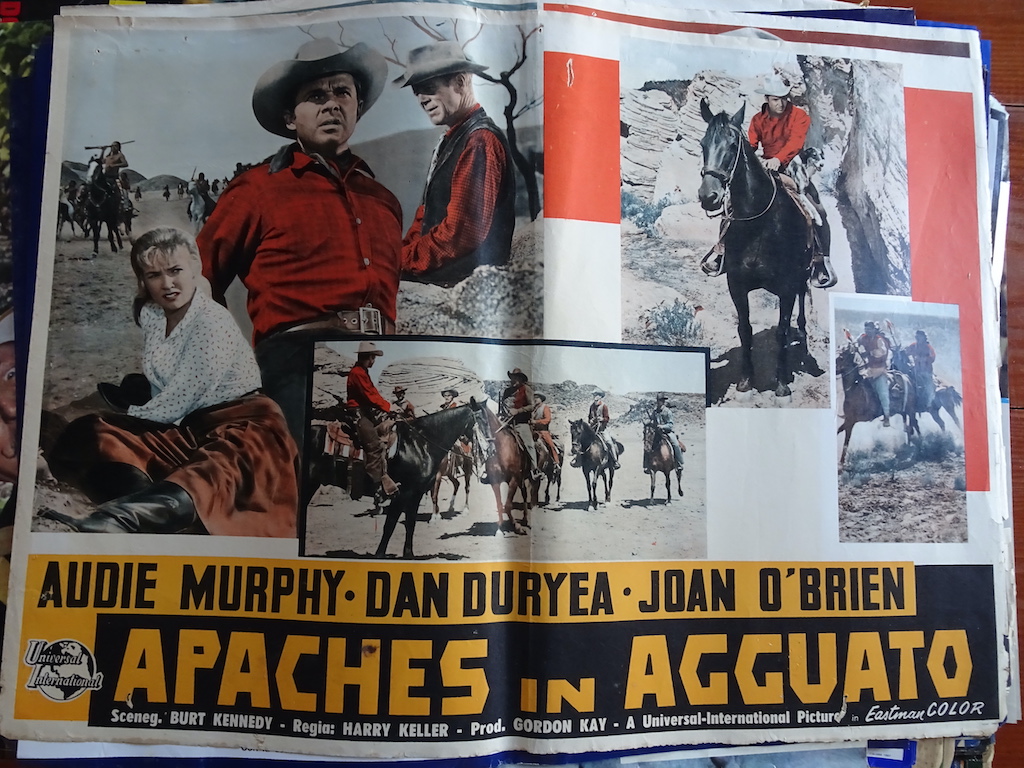 AUDIE MURPHY · DAN DURYEA · JOAN O'BRIEN
APACHES IN AGGUATO
Universal
International
Sceneg. BURT KENNEDY - Regia: HARRY KELLER - Prod. GORDON KAY - A Universal-International Picture in Eastman COLOR